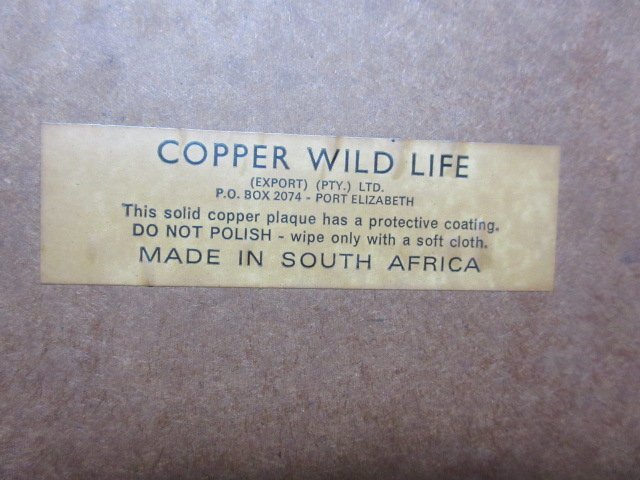 COPPER WILD LIFE
(EXPORT) (PTY.) LTD.
P.O. BOX 2074 - PORT ELIZABETH
This solid copper plaque has a protective coating.
DO NOT POLISH - wipe only with a soft cloth.
MADE IN SOUTH AFRICA